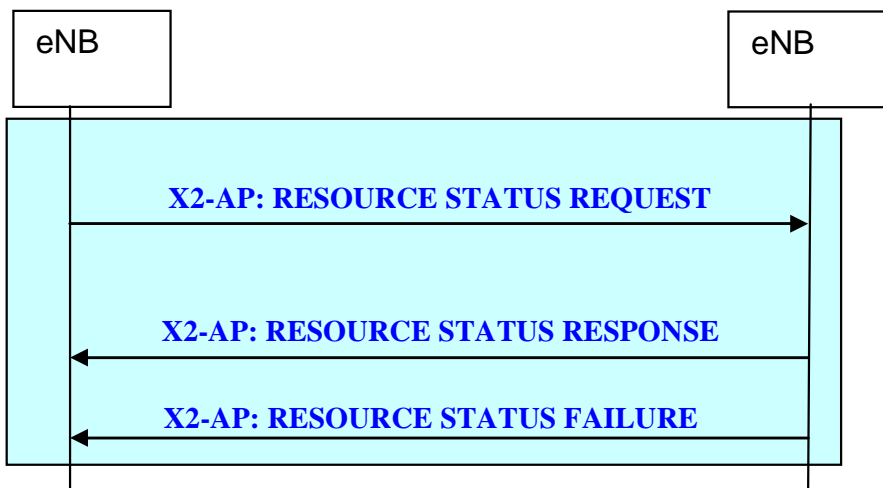 eNB
eNB
X2-AP: RESOURCE STATUS REQUEST
X2-AP: RESOURCE STATUS RESPONSE
X2-AP: RESOURCE STATUS FAILURE